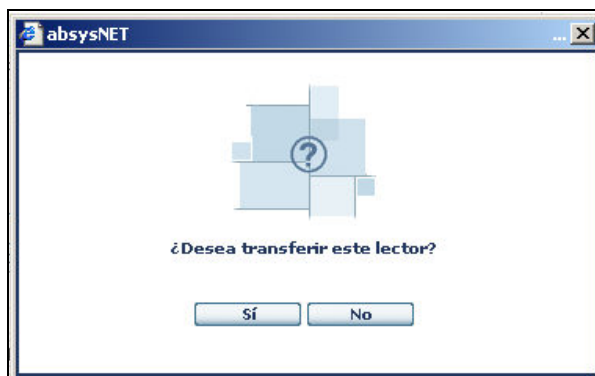 absysNET
...
?
¿Desea transferir este lector?
Sí No